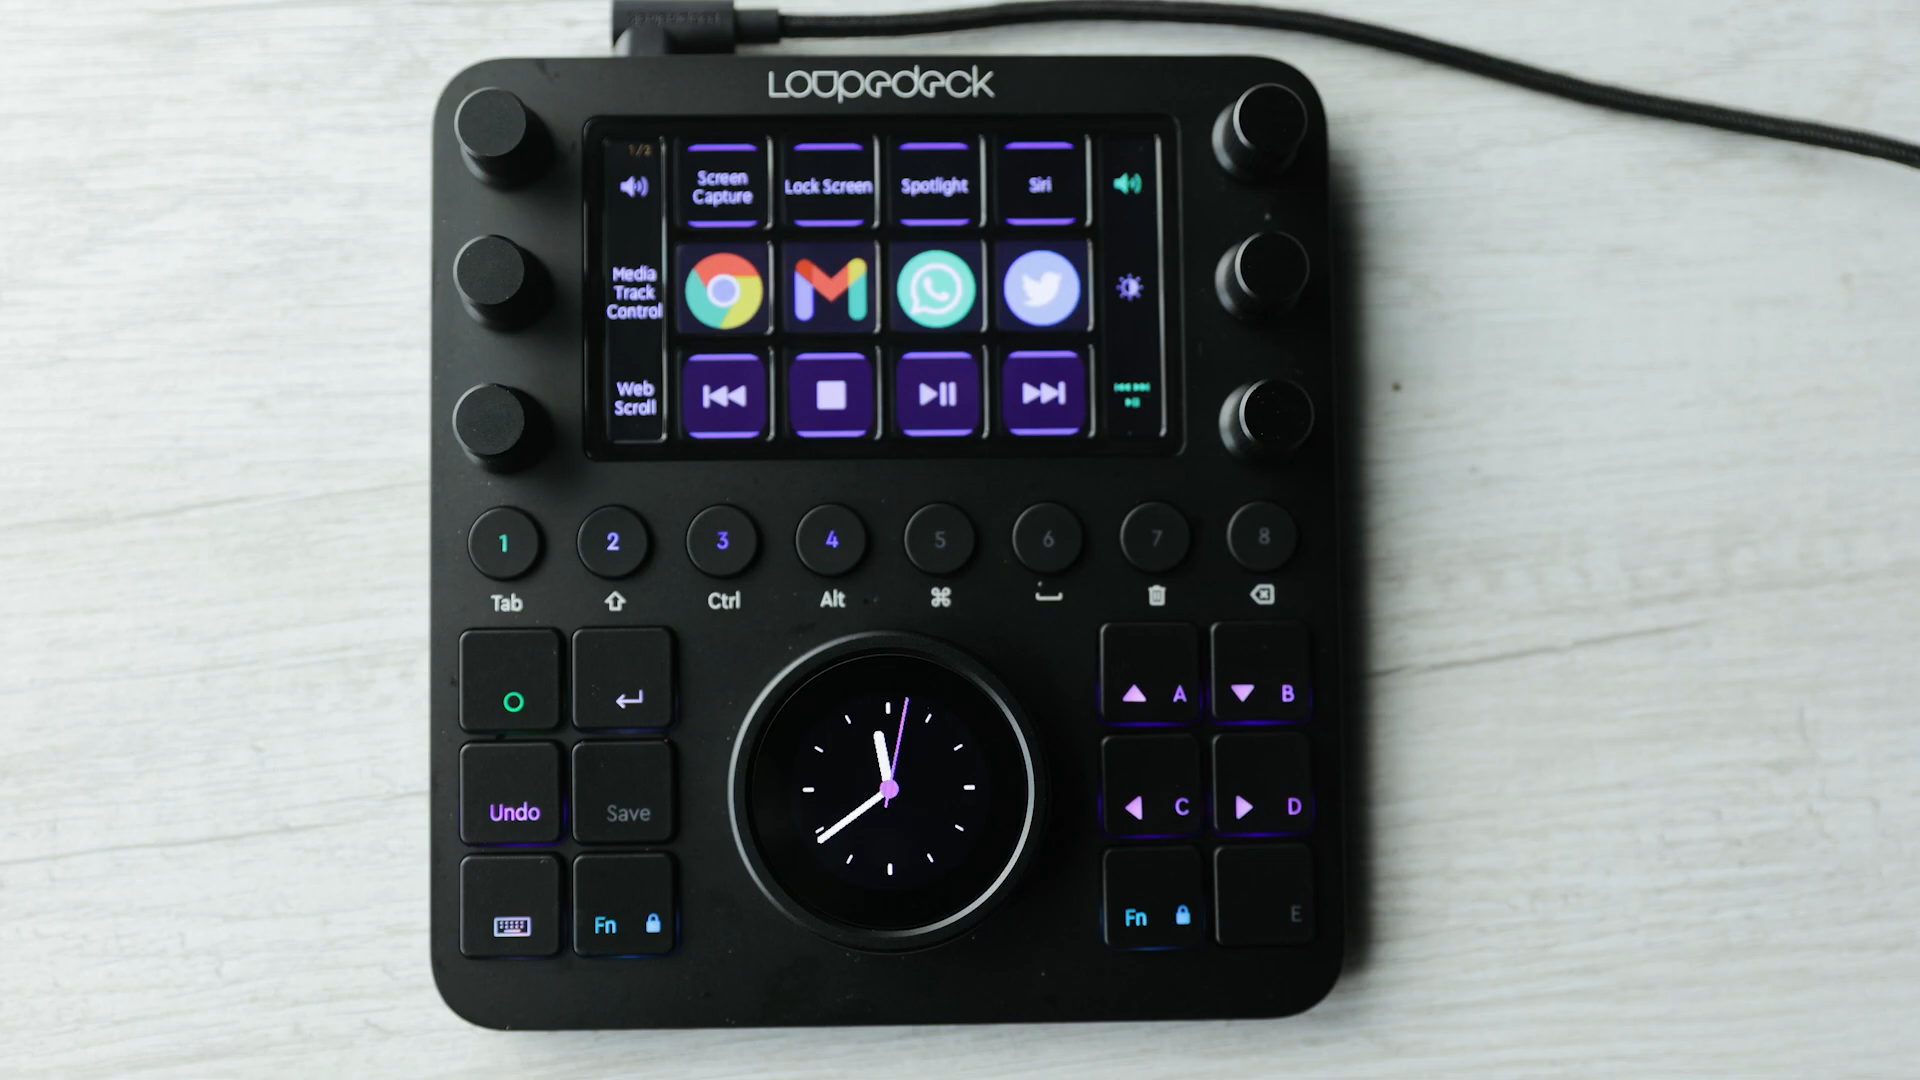 Loupedeck
1/2
Screen
Capture
Lock Screen
Spotlight
Siri
Media
Track
Control
Web
Scroll
1 2 3 4 5 6 7 8
Tab
Ctrl
Alt
⌘
A
B
Undo
Save
C
D
Fn
Fn
E